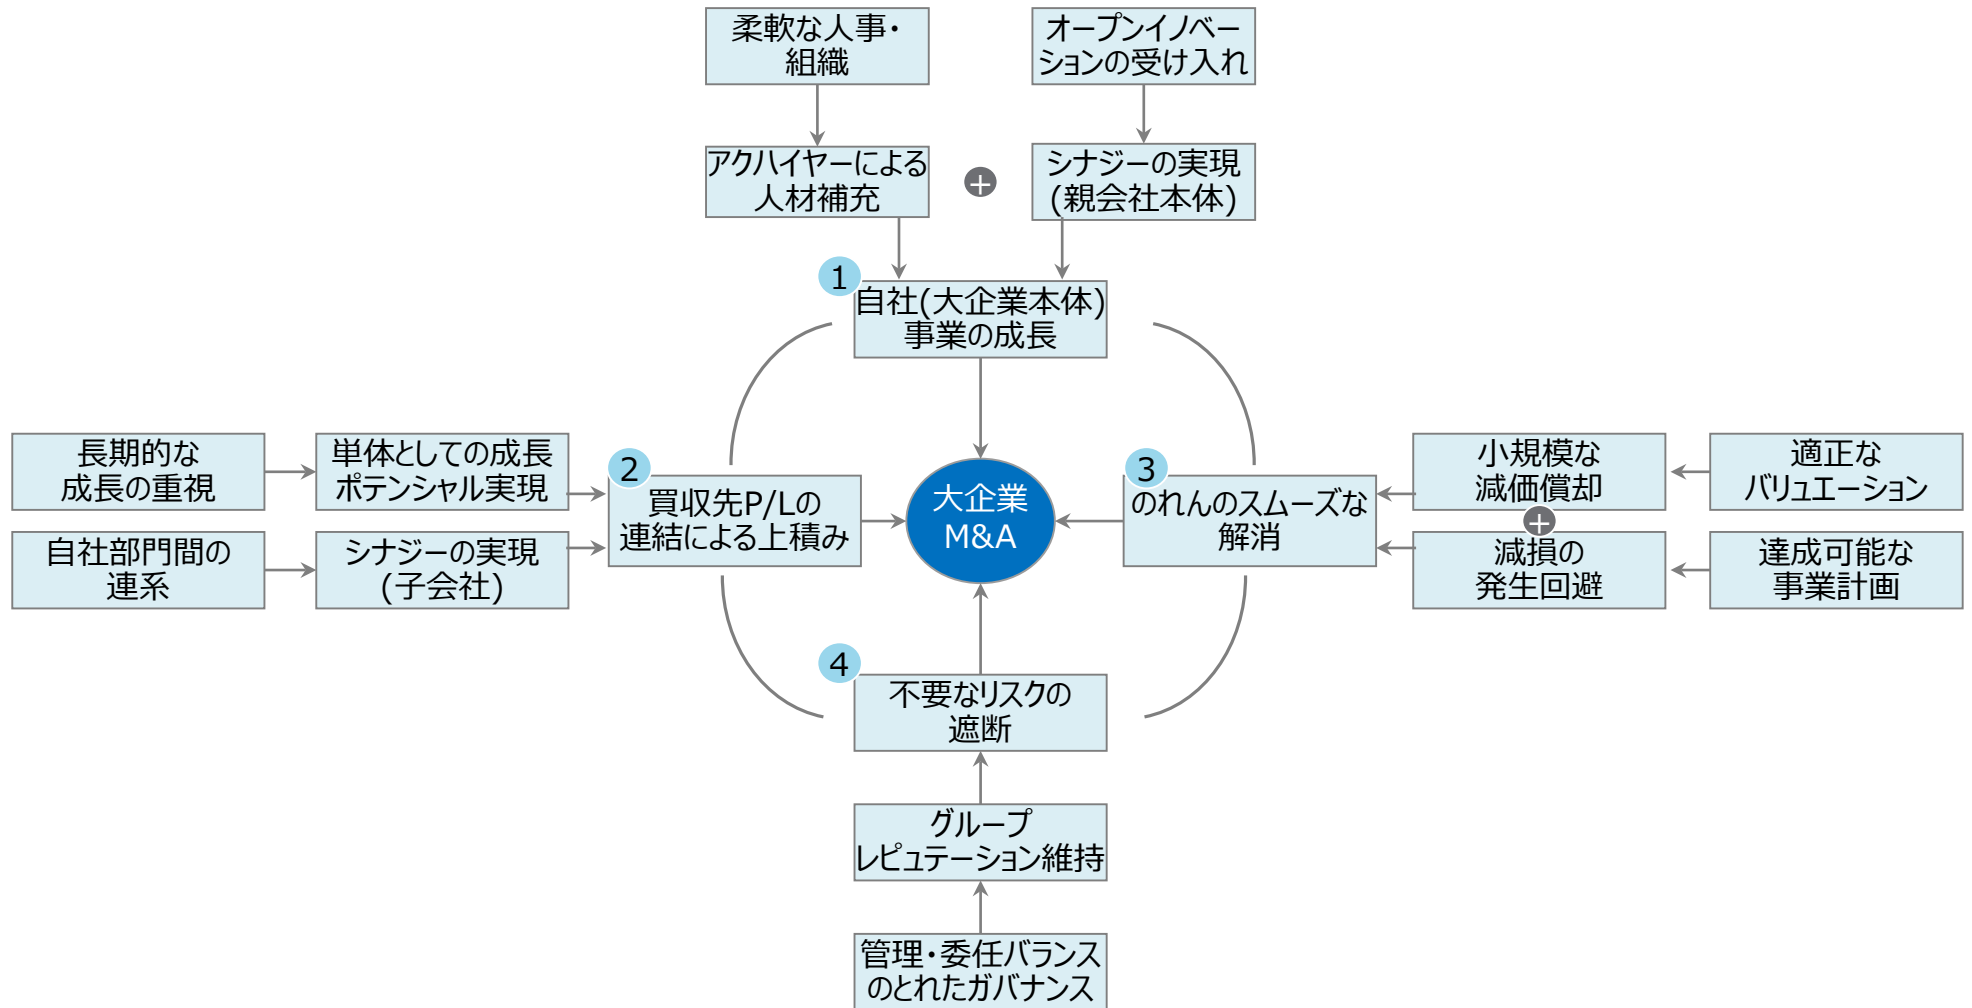 柔軟な人事・
組織
オープンイノベー
ションの受け入れ
アクハイヤーによる
人材補充
+
シナジーの実現
(親会社本体)
1
自社(大企業本体)
事業の成長
長期的な
成長の重視
単体としての成長
ポテンシャル実現
自社部門間の
連系
シナジーの実現
(子会社)
2
買収先P/Lの
連結による上積み
大企業
M&A
3
のれんのスムーズな
解消
小規模な
減価償却
+
減損の
発生回避
適正な
バリュエーション
達成可能な
事業計画
4
不要なリスクの
遮断
グループ
レピュテーション維持
管理・委任バランス
のとれたガバナンス